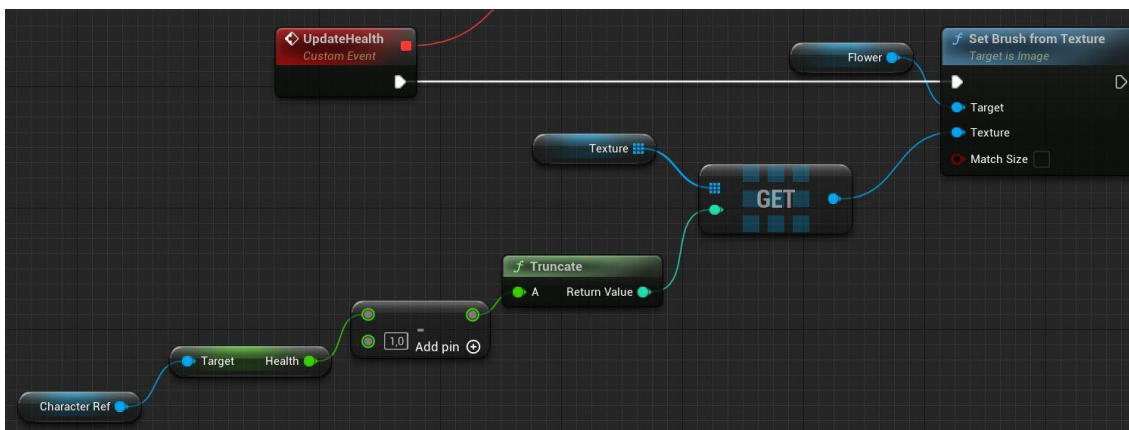 UpdateHealth
Custom Event
Flower
f Set Brush from Texture
Target is Image
Target
Texture
Match Size
Texture
GET
f Truncate
A Return Value
-
1,0 Add pin
Target Health
Character Ref